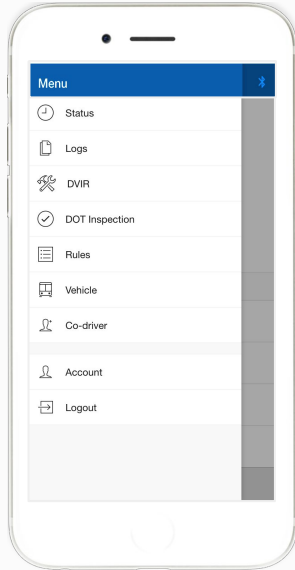 Menu
Status
Logs
DVIR
DOT Inspection
Rules
Vehicle
Co-driver
Account
Logout